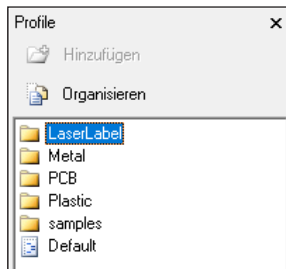 Profile
Hinzufügen
Organisieren
LaserLabel
Metal
PCB
Plastic
samples
Default